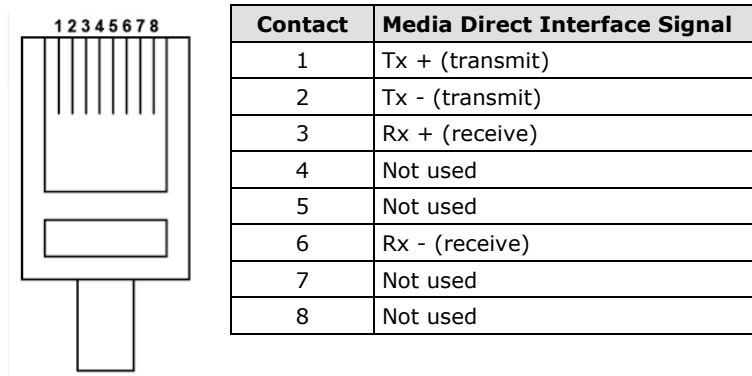 12345678
Contact Media Direct Interface Signal
1 Tx + (transmit)
2 Tx - (transmit)
3 Rx + (receive)
4 Not used
5 Not used
6 Rx - (receive)
7 Not used
8 Not used